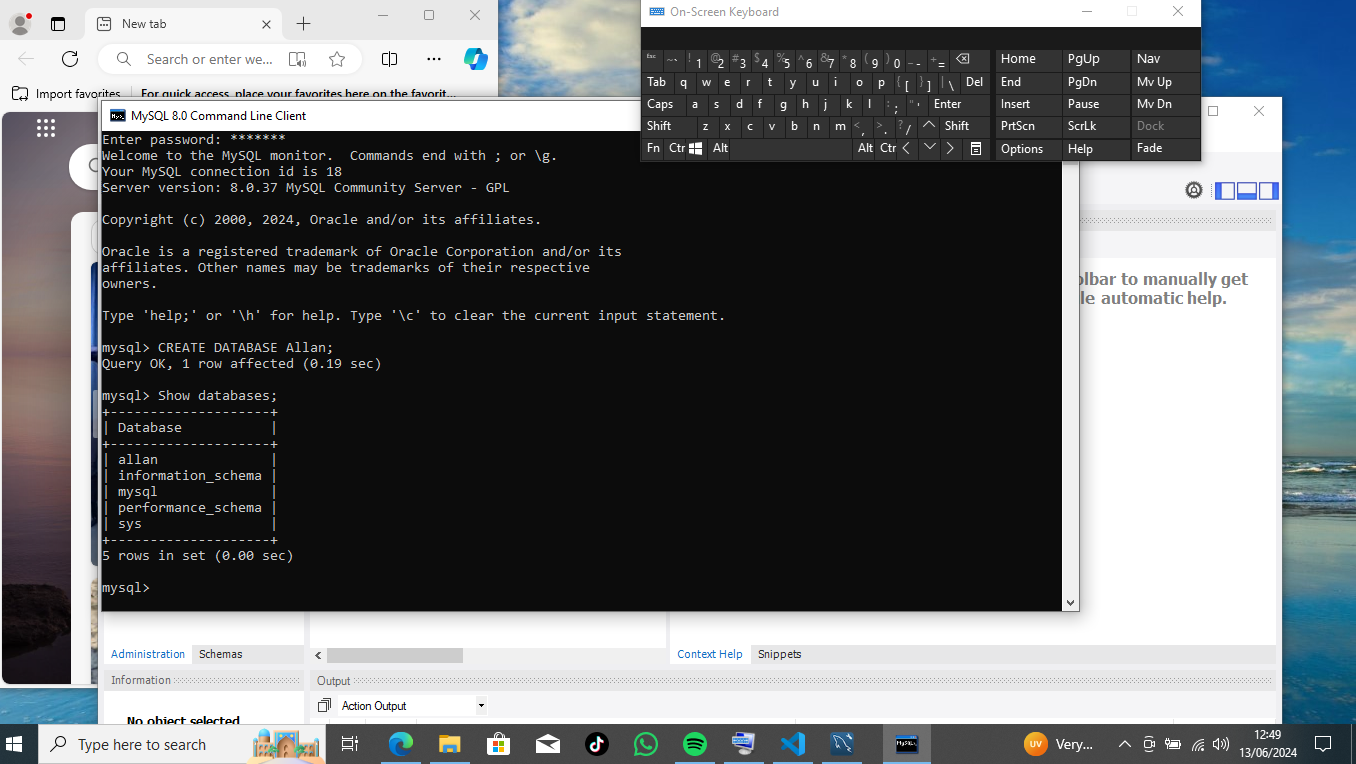 New tab
Search or enter we...
Import favorites
For quick access, place your favorites here on the favorit...
On-Screen Keyboard
Esc ~ ` ! 1 @ 2 # 3 $ 4 % 5 ^ 6 & 7 * 8 ( 9 ) 0 _ - + = Home PgUp Nav
Tab q w e r t y u i o p { [ } ] | \ Del End PgDn Mv Up
Caps a s d f g h j k l : ; " ' Enter Insert Pause Mv Dn
Shift z x c v b n m < , > . ? / Shift PrtScn ScrLk Dock
Fn Ctr Alt Alt Ctr Options Help Fade
MySQL 8.0 Command Line Client
Enter password: *******
Welcome to the MySQL monitor.  Commands end with ; or \g.
Your MySQL connection id is 18
Server version: 8.0.37 MySQL Community Server - GPL
Copyright (c) 2000, 2024, Oracle and/or its affiliates.
Oracle is a registered trademark of Oracle Corporation and/or its
affiliates. Other names may be trademarks of their respective
owners.
Type 'help;' or '\h' for help. Type '\c' to clear the current input statement.
mysql> CREATE DATABASE Allan;
Query OK, 1 row affected (0.19 sec)
mysql> Show databases;
+--------------------+
| Database           |
+--------------------+
| allan              |
| information_schema |
| mysql              |
| performance_schema |
| sys                |
+--------------------+
5 rows in set (0.00 sec)
mysql>
olbar to manually get
le automatic help.
Administration Schemas
Context Help Snippets
Information
Output
Action Output
No object selected
Type here to search
UV Very...
12:49
13/06/2024